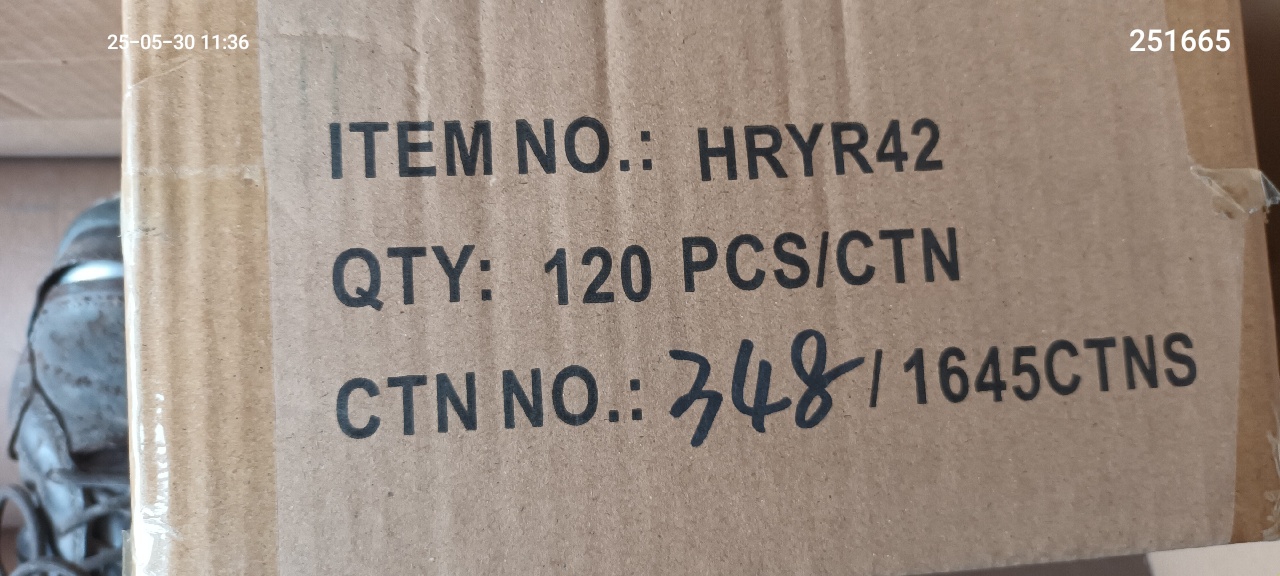 25-05-30 11:36
251665
ITEM NO.: HRYR42
QTY: 120 PCS/CTN
CTN NO.: 348 / 1645CTNS